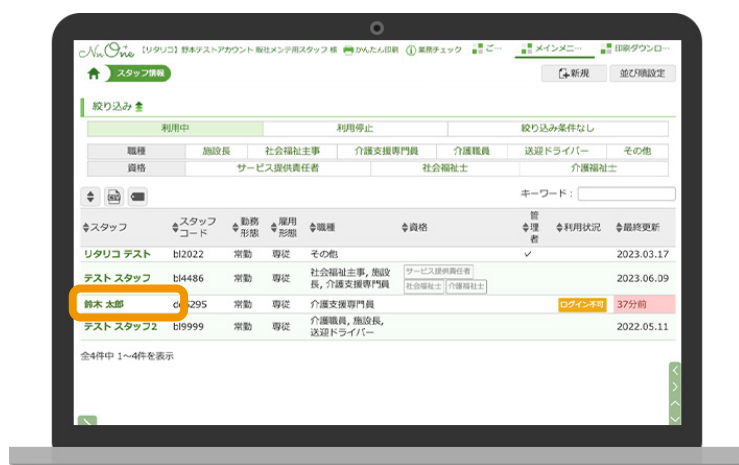 NuOne 【リタリコ】野本テストアカウント 販社メンテ用スタッフ 様 かんたん印刷 業務チェック ご… メインメニ… 印刷ダウンロ…
スタッフ情報 新規 並び順設定
絞り込み
利用中 利用停止 絞り込み条件なし
職種 施設長 社会福祉主事 介護支援専門員 介護職員 送迎ドライバー その他
資格 サービス提供責任者 社会福祉士 介護福祉士
キーワード：
スタッフ スタッフコード 勤務形態 雇用形態 職種 資格 管理者 利用状況 最終更新
リタリコ テスト bl2022 常勤 専従 その他 ✓ 2023.03.17
テスト スタッフ bl4486 常勤 専従 社会福祉主事, 施設長, 介護支援専門員 サービス提供責任者 社会福祉士 介護福祉士 2023.06.09
鈴木 太郎 5295 常勤 専従 介護支援専門員 ログイン不可 37分前
テスト スタッフ2 bl9999 常勤 専従 介護職員, 施設長, 送迎ドライバー 2022.05.11
全4件中 1～4件を表示